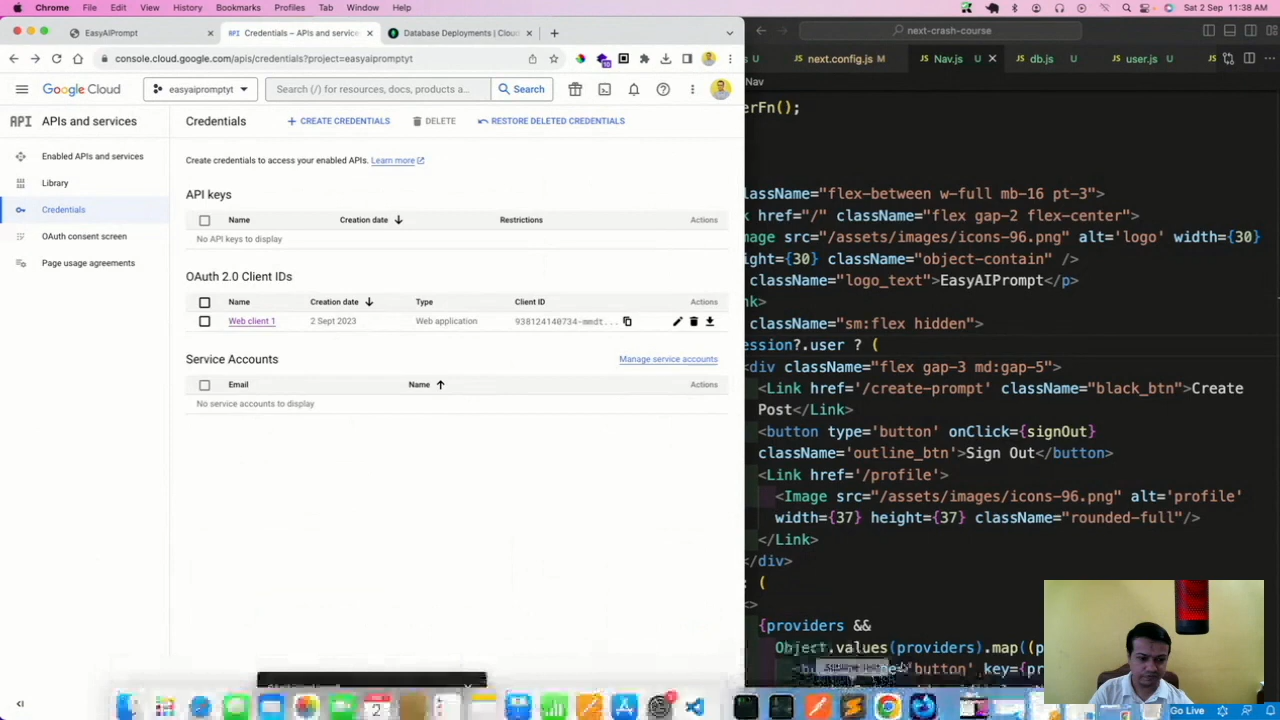 Chrome File Edit View History Bookmarks Profiles Tab Window Help Sat 2 Sep 11:38 AM
EasyAIPrompt
API Credentials – APIs and service
Database Deployments | Cloud
next-crash-course
console.cloud.google.com/apis/credentials?project=easyaipromptyt
next.config.js M
Nav.js
db.js
user.js
Google Cloud
easyaipromptyt
Search (/) for resources, docs, products a...
Search
Nav
erFn();
API APIs and services
Credentials
CREATE CREDENTIALS
DELETE
RESTORE DELETED CREDENTIALS
Enabled APIs and services
Library
Credentials
OAuth consent screen
Page usage agreements
Create credentials to access your enabled APIs. Learn more
API keys
Name Creation date Restrictions Actions
No API keys to display
OAuth 2.0 Client IDs
Name Creation date Type Client ID Actions
Web client 1 2 Sept 2023 Web application 938124140734-mmdt...
Service Accounts
Manage service accounts
Email Name Actions
No service accounts to display
className="flex-between w-full mb-16 pt-3">
href="/" className="flex gap-2 flex-center">
mage src="/assets/images/icons-96.png" alt='logo' width={30}
ght={30} className="object-contain" />
className="logo_text">EasyAIPrompt</p>
k>
className="sm:flex hidden">
ession?.user ? (
div className="flex gap-3 md:gap-5">
<Link href='/create-prompt' className="black_btn">Create
Post</Link>
<button type='button' onClick={signOut}
className='outline_btn'>Sign Out</button>
<Link href='/profile'>
<Image src="/assets/images/icons-96.png" alt='profile'
width={37} height={37} className="rounded-full"/>
</Link>
/div>
: (
>
{providers &&
Object.values(providers).map((p
'button' key={pr
Go Live